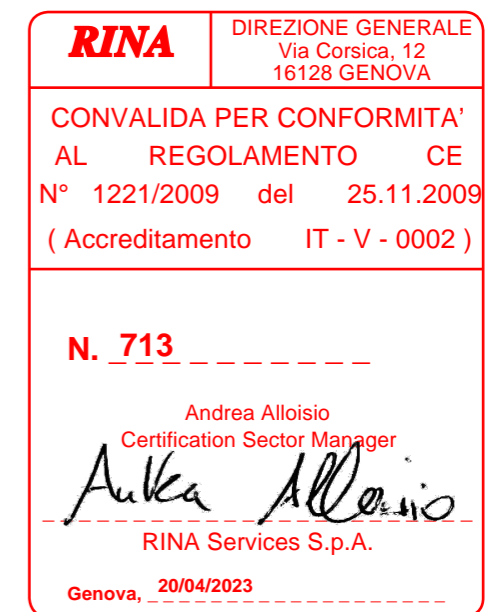 RINA
DIREZIONE GENERALE
Via Corsica, 12
16128 GENOVA
CONVALIDA PER CONFORMITA'
AL REGOLAMENTO CE
N° 1221/2009 del 25.11.2009
( Accreditamento IT - V - 0002 )
N. 713
Andrea Alloisio
Certification Sector Manager
Andrea Alloisio
RINA Services S.p.A.
Genova, 20/04/2023